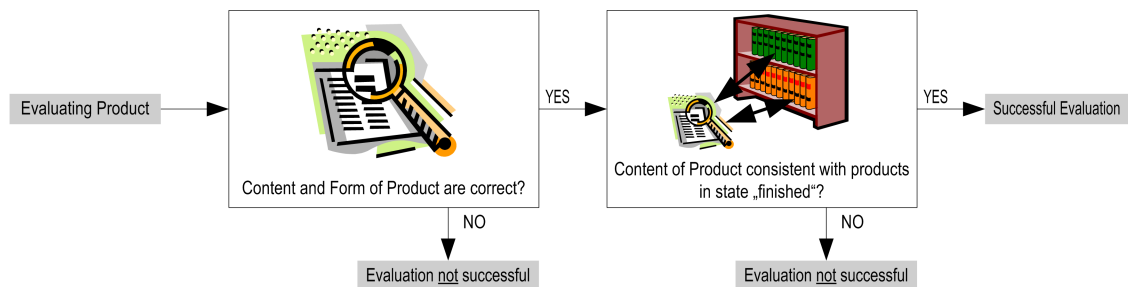 Evaluating Product
Content and Form of Product are correct?
YES
NO
Evaluation not successful
Content of Product consistent with products
in state „finished“?
YES
NO
Evaluation not successful
Successful Evaluation